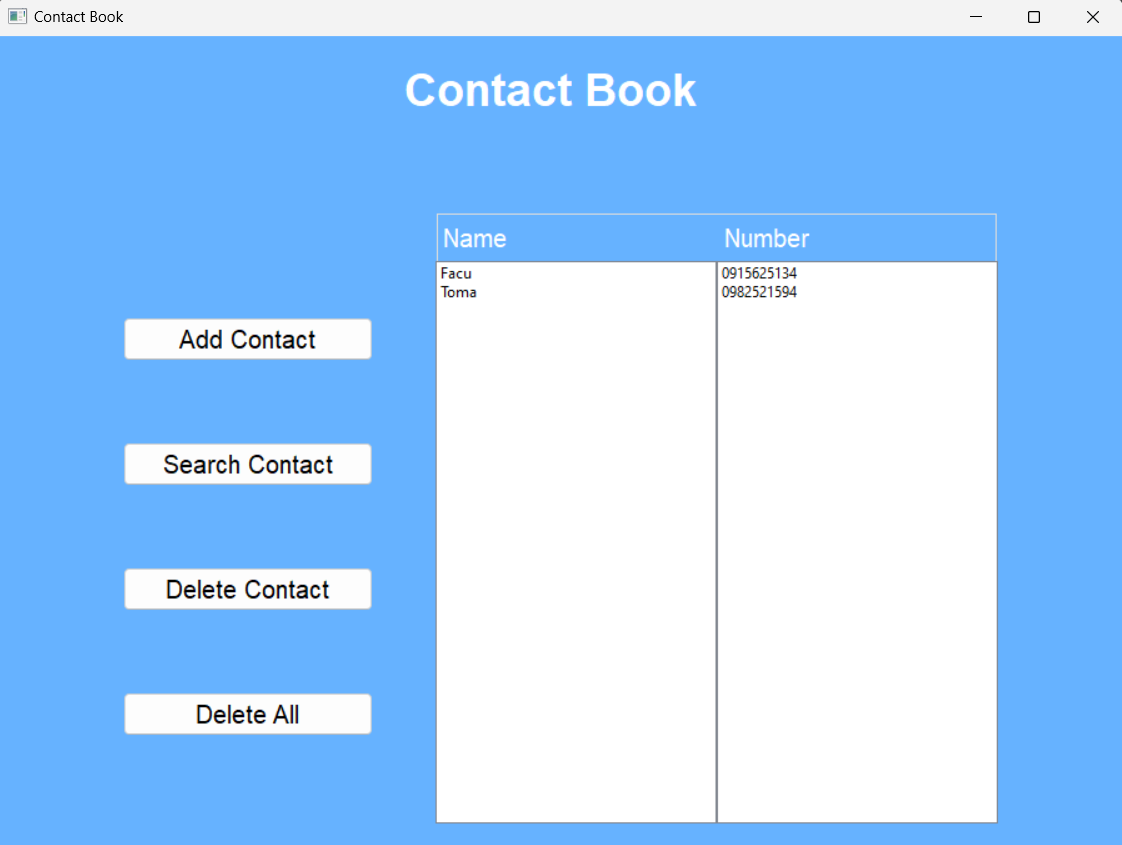 Contact Book
Contact Book
Name Number
Facu 0915625134
Toma 0982521594
Add Contact
Search Contact
Delete Contact
Delete All